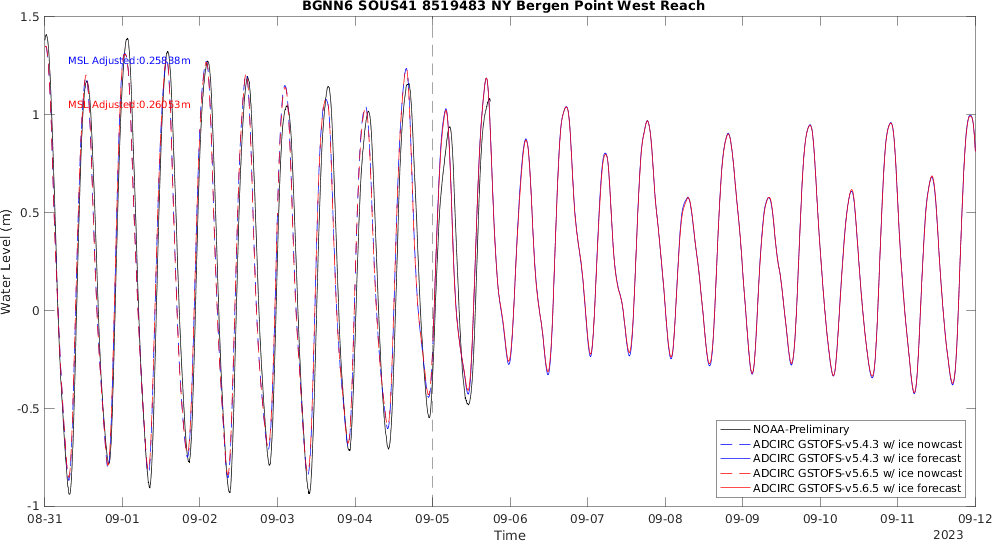 BGNN6 SOUS41 8519483 NY Bergen Point West Reach
1.5
1
0.5
0
-0.5
-1
Water Level (m)
MSL Adjusted:0.25838m
MSL Adjusted:0.26053m
NOAA-Preliminary
ADCIRC GSTOFS-v5.4.3 w/ ice nowcast
ADCIRC GSTOFS-v5.4.3 w/ ice forecast
ADCIRC GSTOFS-v5.6.5 w/ ice nowcast
ADCIRC GSTOFS-v5.6.5 w/ ice forecast
08-31 09-01 09-02 09-03 09-04 09-05 09-06 09-07 09-08 09-09 09-10 09-11 09-12
Time
2023